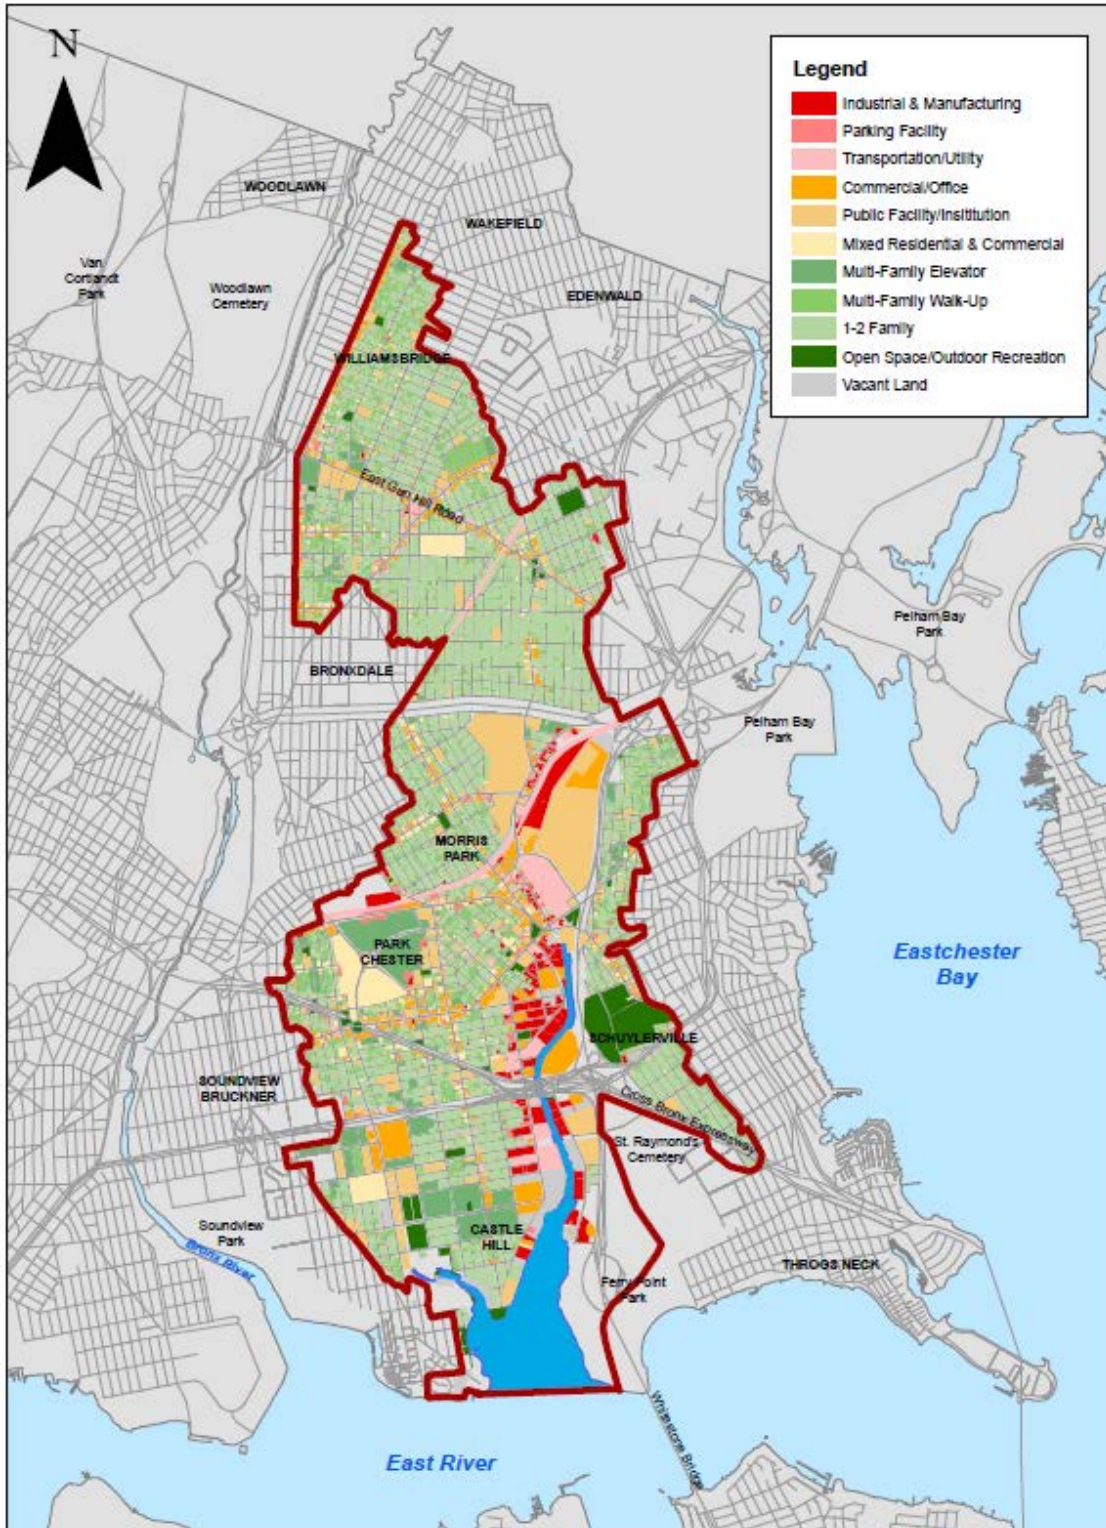 N
Legend
Industrial & Manufacturing
Parking Facility
Transportation/Utility
Commercial/Office
Public Facility/Insititution
Mixed Residential & Commercial
Multi-Family Elevator
Multi-Family Walk-Up
1-2 Family
Open Space/Outdoor Recreation
Vacant Land
WOODLAWN
WAKEFIELD
Van
Cortlandt
Park
Woodlawn
Cemetery
EDENWALD
WILLIAMSBRIDGE
East Gun Hill Road
Pelham Bay
Park
BRONXDALE
Pelham Bay
Park
MORRIS
PARK
PARK
CHESTER
Eastchester
Bay
SCHUYLERVILLE
SOUNDVIEW
BRUCKNER
Cross Bronx Expressway
St. Raymond's
Cemetery
Soundview
Park
CASTLE
HILL
Bronx River
THROGS NECK
Ferry Point
Park
Whitestone Bridge
East River